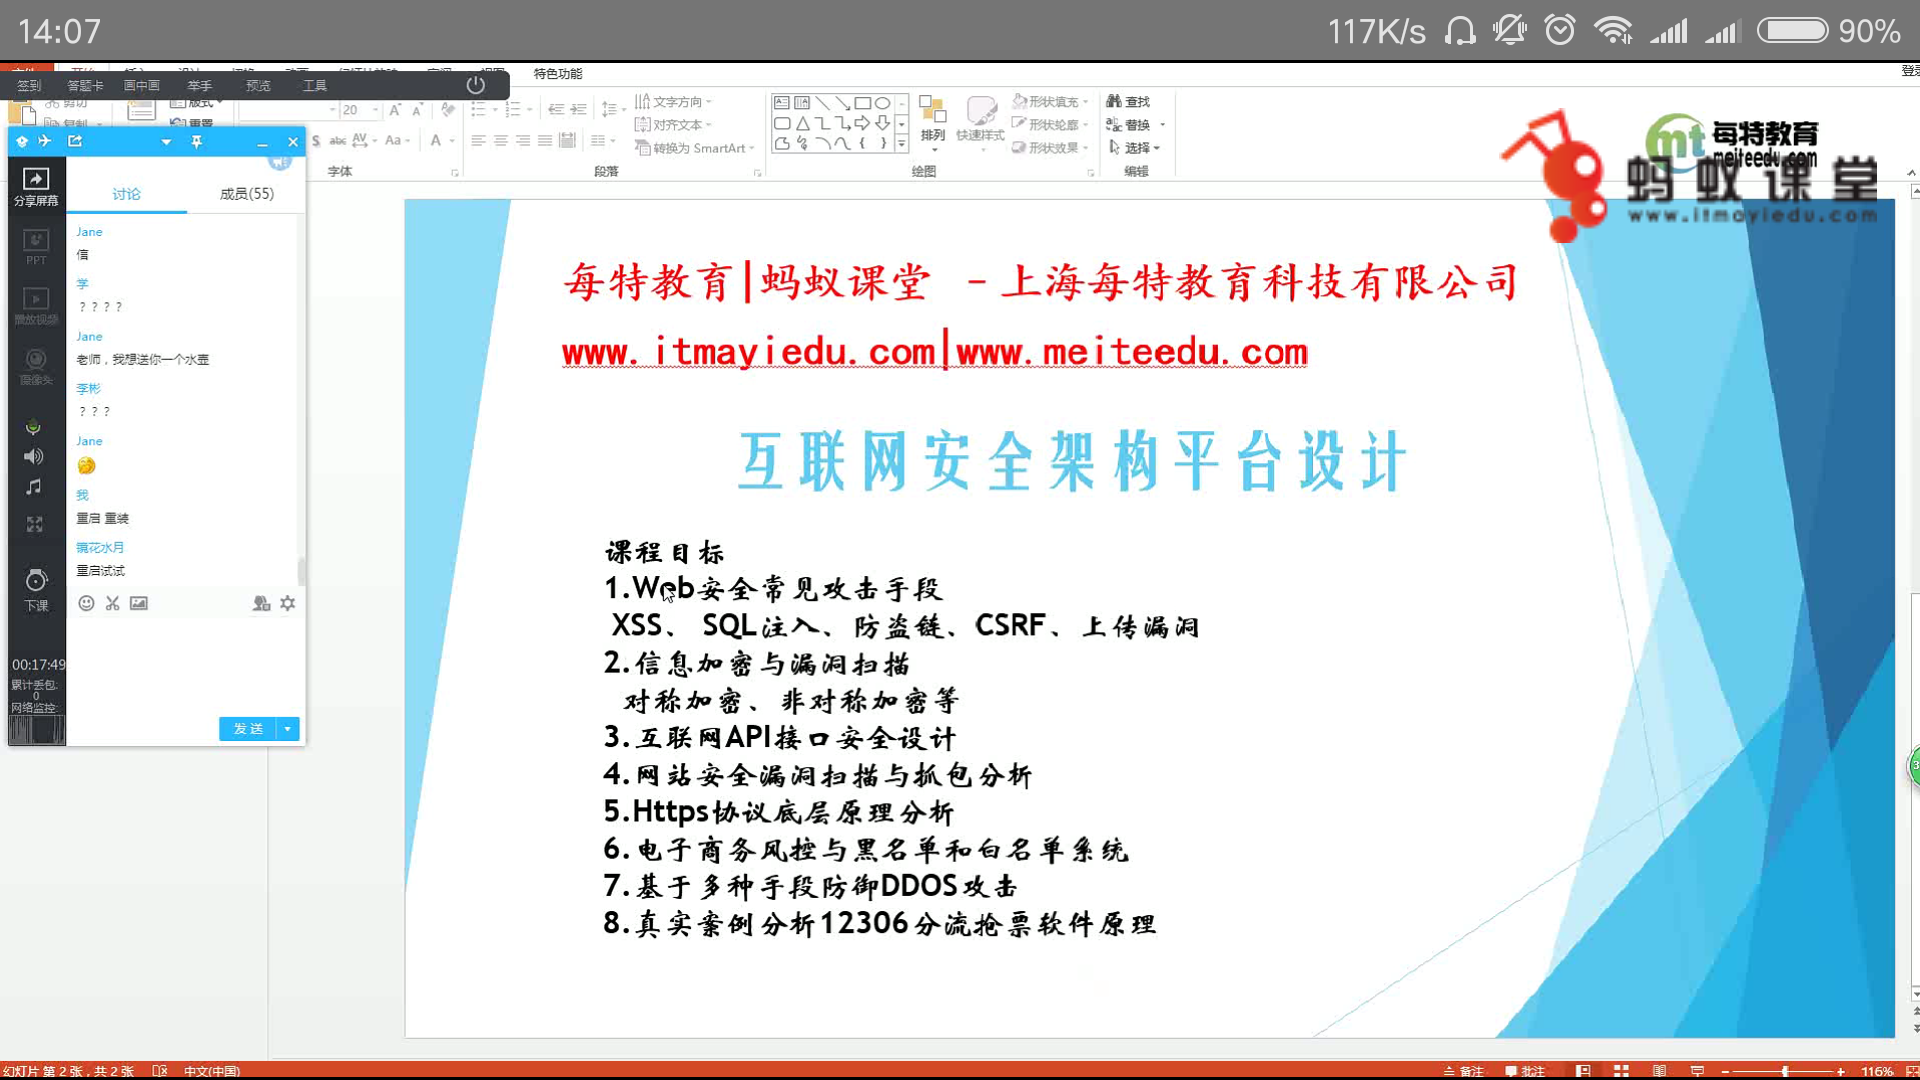 14:07
117K/s 90%
特色功能
签到 答题卡 画中画 举手 预览 工具
版式
重置
20
字体
文字方向
对齐文本
转换为 SmartArt
段落
排列
快速样式
形状填充
形状轮廓
形状效果
绘图
查找
替换
选择
编辑
每特教育
meiteedu.com
蚂蚁课堂
www.itmayiedu.com
分享屏幕
PPT
播放视频
摄像头
下课
00:17:49
累计丢包:
0
网络监控:
讨论 成员(55)
Jane
信
学
？？？？
Jane
老师，我想送你一个水壶
李彬
？？？
Jane
我
重启 重装
镜花水月
重启试试
发送
每特教育|蚂蚁课堂 －上海每特教育科技有限公司
www.itmayiedu.com|www.meiteedu.com
互联网安全架构平台设计
课程目标
1.Web安全常见攻击手段
XSS、 SQL注入、防盗链、CSRF、上传漏洞
2.信息加密与漏洞扫描
对称加密、非对称加密等
3.互联网API接口安全设计
4.网站安全漏洞扫描与抓包分析
5.Https协议底层原理分析
6.电子商务风控与黑名单和白名单系统
7.基于多种手段防御DDOS攻击
8.真实案例分析12306分流抢票软件原理
幻灯片 第 2 张，共 2 张 中文(中国)
备注 批注 116%